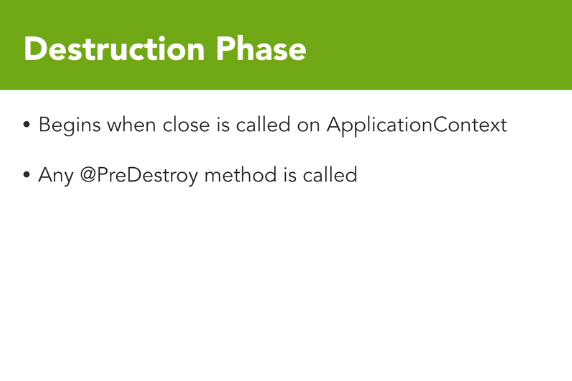 Destruction Phase
• Begins when close is called on ApplicationContext
• Any @PreDestroy method is called